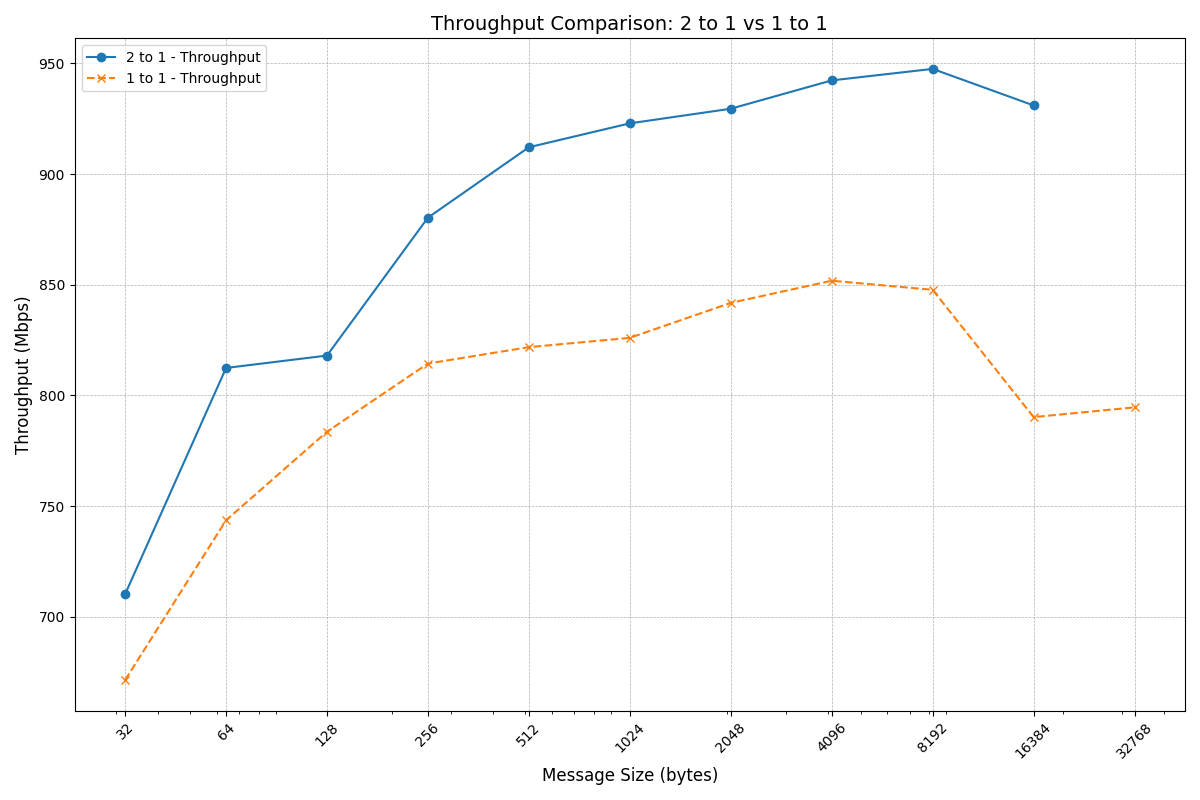 Throughput Comparison: 2 to 1 vs 1 to 1
2 to 1 - Throughput
1 to 1 - Throughput
Throughput (Mbps)
950
900
850
800
750
700
32 64 128 256 512 1024 2048 4096 8192 16384 32768
Message Size (bytes)